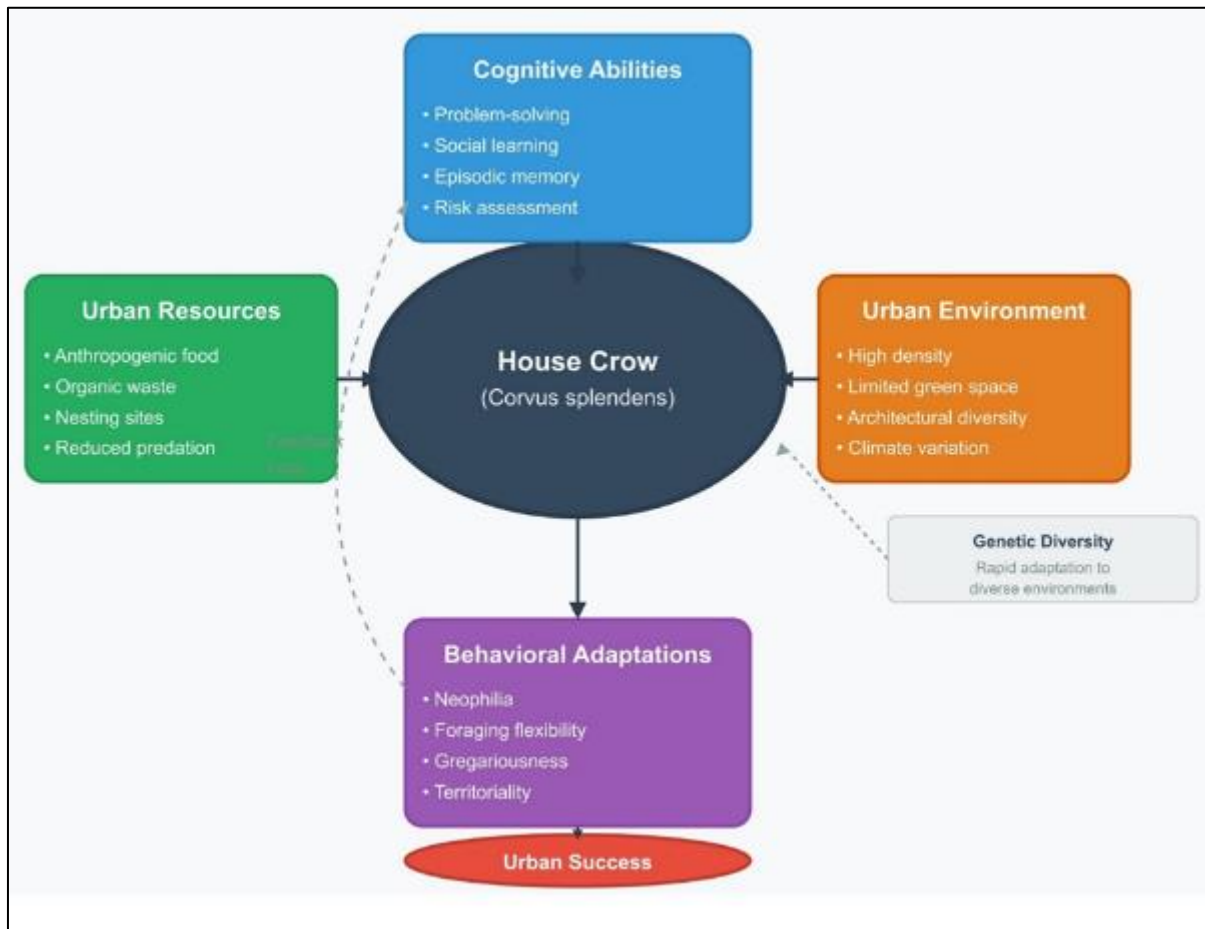 Cognitive Abilities
• Problem-solving
• Social learning
• Episodic memory
• Risk assessment
Urban Resources
• Anthropogenic food
• Organic waste
• Nesting sites
• Reduced predation
House Crow
(Corvus splendens)
Urban Environment
• High density
• Limited green space
• Architectural diversity
• Climate variation
Genetic Diversity
Rapid adaptation to
diverse environments
Behavioral Adaptations
• Neophilia
• Foraging flexibility
• Gregariousness
• Territoriality
Urban Success